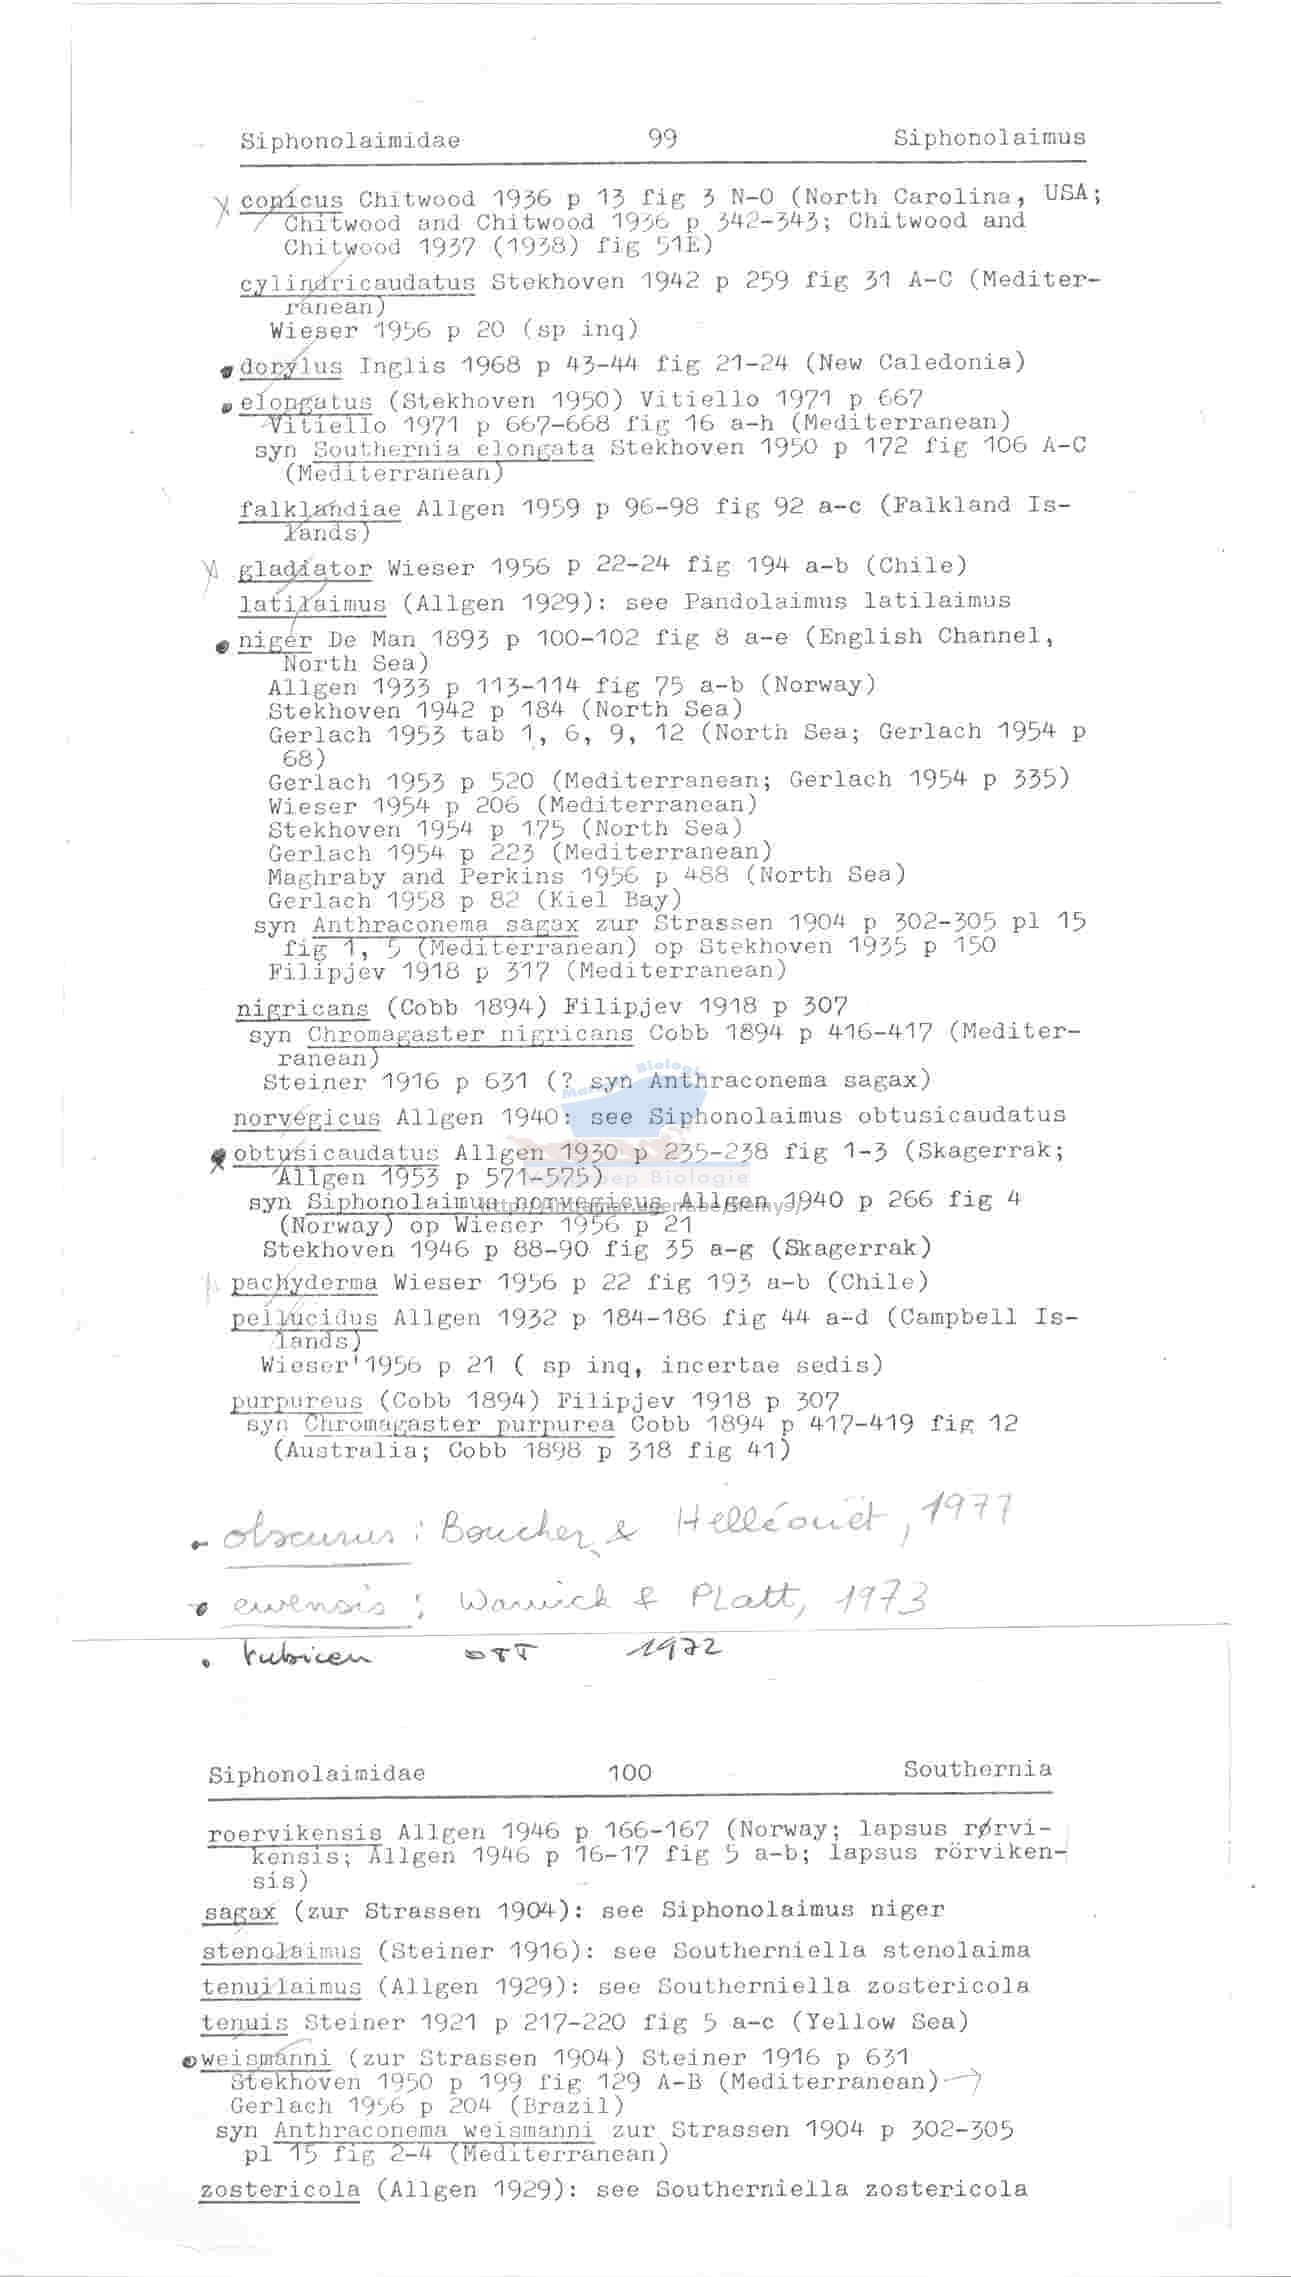 Siphonolaimidae 99 Siphonolaimus
conicus Chitwood 1936 p 13 fig 3 N-O (North Carolina, USA;
Chitwood and Chitwood 1936 p 342-343; Chitwood and
Chitwood 1937 (1938) fig 51E)
cylindricaudatus Stekhoven 1942 p 259 fig 31 A-C (Mediter-
ranean)
Wieser 1956 p 20 (sp inq)
dorylus Inglis 1968 p 43-44 fig 21-24 (New Caledonia)
elongatus (Stekhoven 1950) Vitiello 1971 p 667
Vitiello 1971 p 667-668 fig 16 a-h (Mediterranean)
syn Southernia elongata Stekhoven 1950 p 172 fig 106 A-C
(Mediterranean)
falklandiae Allgen 1959 p 96-98 fig 92 a-c (Falkland Is-
lands)
gladiator Wieser 1956 p 22-24 fig 194 a-b (Chile)
latilaimus (Allgen 1929): see Pandolaimus latilaimus
niger De Man 1893 p 100-102 fig 8 a-e (English Channel,
North Sea)
Allgen 1933 p 113-114 fig 75 a-b (Norway)
Stekhoven 1942 p 184 (North Sea)
Gerlach 1953 tab 1, 6, 9, 12 (North Sea; Gerlach 1954 p
68)
Gerlach 1953 p 520 (Mediterranean; Gerlach 1954 p 335)
Wieser 1954 p 206 (Mediterranean)
Stekhoven 1954 p 175 (North Sea)
Gerlach 1954 p 223 (Mediterranean)
Maghraby and Perkins 1956 p 488 (North Sea)
Gerlach 1958 p 82 (Kiel Bay)
syn Anthraconema sagax zur Strassen 1904 p 302-305 pl 15
fig 1, 5 (Mediterranean) op Stekhoven 1935 p 150
Filipjev 1918 p 317 (Mediterranean)
nigricans (Cobb 1894) Filipjev 1918 p 307
syn Chromagaster nigricans Cobb 1894 p 416-417 (Mediter-
ranean)
Steiner 1916 p 631 (? syn Anthraconema sagax)
norvegicus Allgen 1940: see Siphonolaimus obtusicaudatus
obtusicaudatus Allgen 1930 p 235-238 fig 1-3 (Skagerrak;
Allgen 1953 p 571-575)
syn Siphonolaimus norvegicus Allgen 1940 p 266 fig 4
(Norway) op Wieser 1956 p 21
Stekhoven 1946 p 88-90 fig 35 a-g (Skagerrak)
pachyderma Wieser 1956 p 22 fig 193 a-b (Chile)
pellucidus Allgen 1932 p 184-186 fig 44 a-d (Campbell Is-
lands)
Wieser 1956 p 21 ( sp inq, incertae sedis)
purpureus (Cobb 1894) Filipjev 1918 p 307
syn Chromagaster purpurea Cobb 1894 p 417-419 fig 12
(Australia; Cobb 1898 p 318 fig 41)
obscurus : Boucher & Helléouët, 1977
ewensis : Warwick & Platt, 1973
rubicen OTT 1972
Siphonolaimidae 100 Southernia
roervikensis Allgen 1946 p 166-167 (Norway; lapsus rørvi-
kensis; Allgen 1946 p 16-17 fig 5 a-b; lapsus rörviken-
sis)
sagax (zur Strassen 1904): see Siphonolaimus niger
stenolaimus (Steiner 1916): see Southerniella stenolaima
tenuilaimus (Allgen 1929): see Southerniella zostericola
tenuis Steiner 1921 p 217-220 fig 5 a-c (Yellow Sea)
weismanni (zur Strassen 1904) Steiner 1916 p 631
Stekhoven 1950 p 199 fig 129 A-B (Mediterranean)
Gerlach 1956 p 204 (Brazil)
syn Anthraconema weismanni zur Strassen 1904 p 302-305
pl 15 fig 2-4 (Mediterranean)
zostericola (Allgen 1929): see Southerniella zostericola